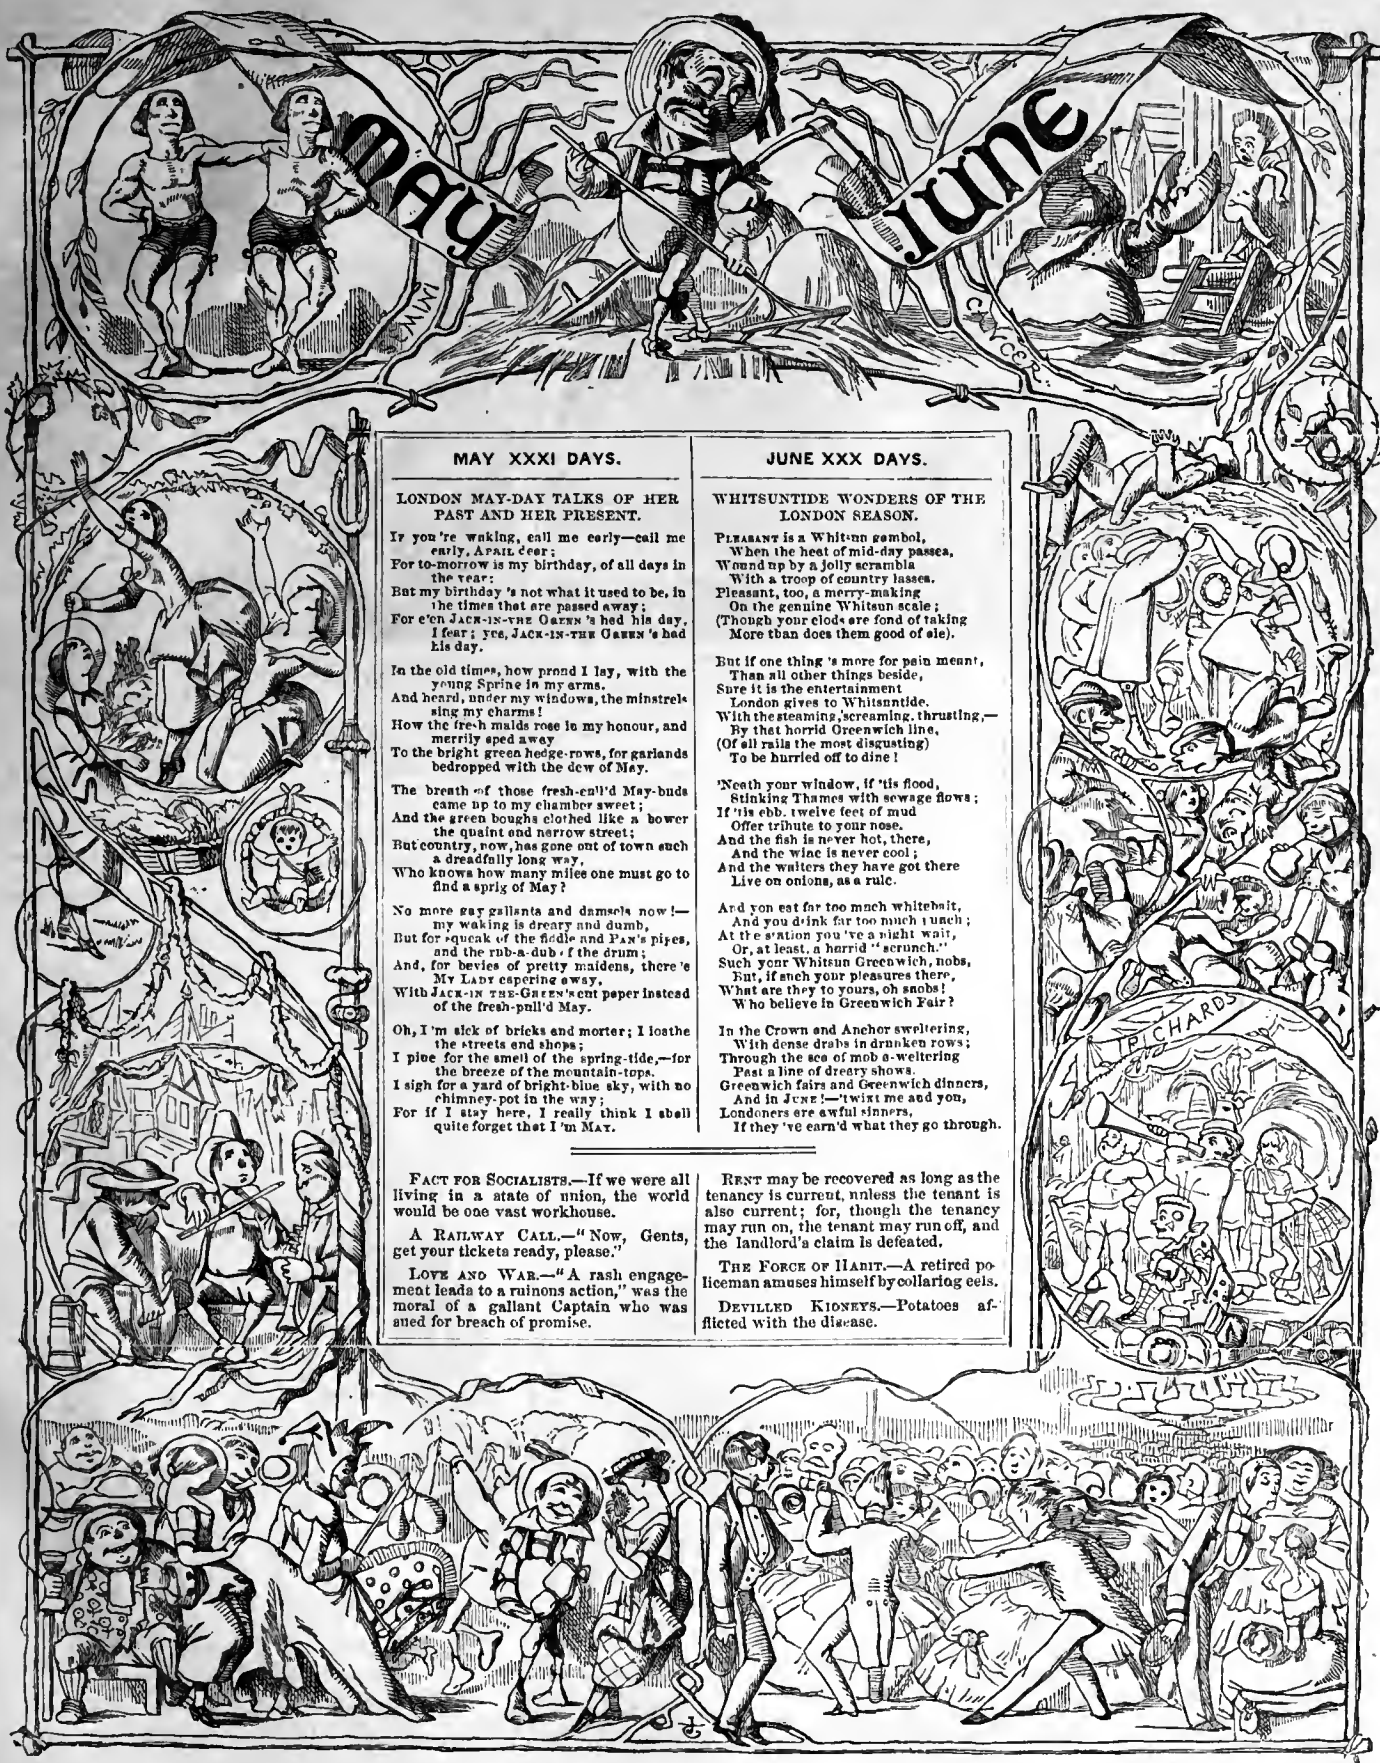 MAY
JUNE
GEMINI
CANCER
MAY XXXI DAYS.
LONDON MAY-DAY TALKS OF HER
PAST AND HER PRESENT.
If you're waking, call me early—call me
early, APRIL dear;
For to-morrow is my birthday, of all days in
the year:
But my birthday 's not what it used to be, in
the times that are passed away;
For e'en JACK-IN-THE GREEN 's had his day,
I fear; yes, JACK-IN-THE GREEN 's had
his day.
In the old times, how proud I lay, with the
young Spring in my arms.
And heard, under my windows, the minstrels
sing my charms!
How the fresh maids rose in my honour, and
merrily sped away
To the bright green hedge-rows, for garlands
bedropped with the dew of May.
The breath of those fresh-cull'd May-buds
came up to my chamber sweet;
And the green boughs clothed like a bower
the quaint and narrow street;
But country, now, has gone out of town such
a dreadfully long way,
Who knows how many miles one must go to
find a sprig of May?
No more gay gallants and damsels now!—
my waking is dreary and dumb,
But for squeak of the fiddle and PAN's pipes,
and the rub-a-dub of the drum;
And, for bevies of pretty maidens, there 's
MY LADY capering away,
With JACK-IN THE-GREEN's cut paper instead
of the fresh-pull'd May.
Oh, I 'm sick of bricks and morter; I loathe
the streets and shops;
I pine for the smell of the spring-tide,—for
the breeze of the mountain-tops.
I sigh for a yard of bright-blue sky, with no
chimney-pot in the way;
For if I stay here, I really think I shall
quite forget that I 'm MAY.
JUNE XXX DAYS.
WHITSUNTIDE WONDERS OF THE
LONDON SEASON.
PLEASANT is a Whitsun gambol,
When the heat of mid-day passes,
Wound up by a jolly scramble
With a troop of country lasses.
Pleasant, too, a merry-making
On the genuine Whitsun scale;
(Though your clods are fond of taking
More than does them good of ale).
But if one thing 's more for pain meant,
Than all other things beside,
Sure it is the entertainment
London gives to Whitsuntide.
With the steaming, screaming, thrusting,—
By that horrid Greenwich line,
(Of all rails the most disgusting)
To be hurried off to dine!
'Neath your window, if 'tis flood,
Stinking Thames with sewage flows;
If 'tis ebb, twelve feet of mud
Offer tribute to your nose.
And the fish is never hot, there,
And the wine is never cool;
And the waiters they have got there
Live on onions, as a rule.
And you eat far too much whitebait,
And you drink far too much punch;
At the station you 've a night wait,
Or, at least, a horrid "scrunch."
Such your Whitsun Greenwich, nobs,
But, if such your pleasures there,
What are they to yours, oh snobs!
Who believe in Greenwich Fair?
In the Crown and Anchor sweltering,
With dense drabs in drunken rows;
Through the sea of mob a-weltering
Past a line of dreary shows.
Greenwich fairs and Greenwich dinners,
And in JUNE!—'twixt me and you,
Londoners are awful sinners,
If they 've earn'd what they go through.
FACT FOR SOCIALISTS.—If we were all
living in a state of union, the world
would be one vast workhouse.
A RAILWAY CALL.—"Now, Gents,
get your tickets ready, please."
LOVE AND WAR.—"A rash engage-
ment leads to a ruinous action," was the
moral of a gallant Captain who was
sued for breach of promise.
RENT may be recovered as long as the
tenancy is current, unless the tenant is
also current; for, though the tenancy
may run on, the tenant may run off, and
the landlord's claim is defeated.
THE FORCE OF HABIT.—A retired po-
liceman amuses himself by collaring eels.
DEVILLED KIDNEYS.—Potatoes af-
flicted with the disease.
RICHARDS